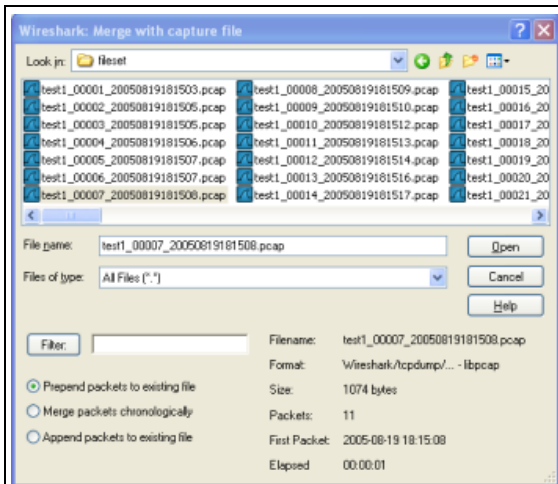 Wireshark: Merge with capture file
Look in: fileset
test1_00001_20050819181503.pcap test1_00008_20050819181509.pcap test1_00015_20
test1_00002_20050819181505.pcap test1_00009_20050819181510.pcap test1_00016_20
test1_00003_20050819181505.pcap test1_00010_20050819181512.pcap test1_00017_20
test1_00004_20050819181506.pcap test1_00011_20050819181513.pcap test1_00018_20
test1_00005_20050819181507.pcap test1_00012_20050819181514.pcap test1_00019_20
test1_00006_20050819181507.pcap test1_00013_20050819181516.pcap test1_00020_20
test1_00007_20050819181508.pcap test1_00014_20050819181517.pcap test1_00021_20
File name: test1_00007_20050819181508.pcap Open
Files of type: All Files (*.*) Cancel
Help
Filter: Filename: test1_00007_20050819181508.pcap
Format: Wireshark/tcpdump/... - libpcap
Prepend packets to existing file Size: 1074 bytes
Merge packets chronologically Packets: 11
Append packets to existing file First Packet: 2005-08-19 18:15:08
Elapsed 00:00:01